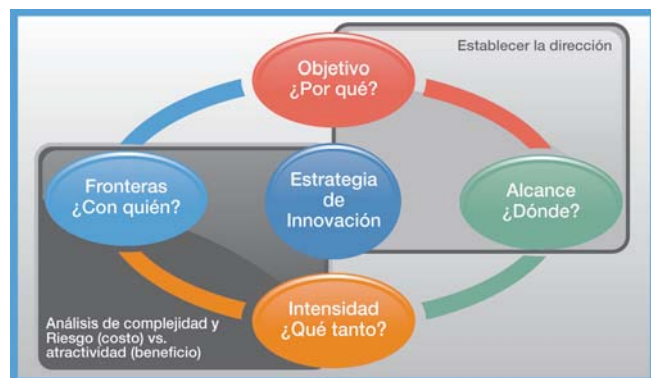 Establecer la dirección
Objetivo
¿Por qué?
Fronteras
¿Con quién?
Estrategia
de
Innovación
Alcance
¿Dónde?
Intensidad
¿Qué tanto?
Análisis de complejidad y
Riesgo (costo) vs.
atractividad (beneficio)